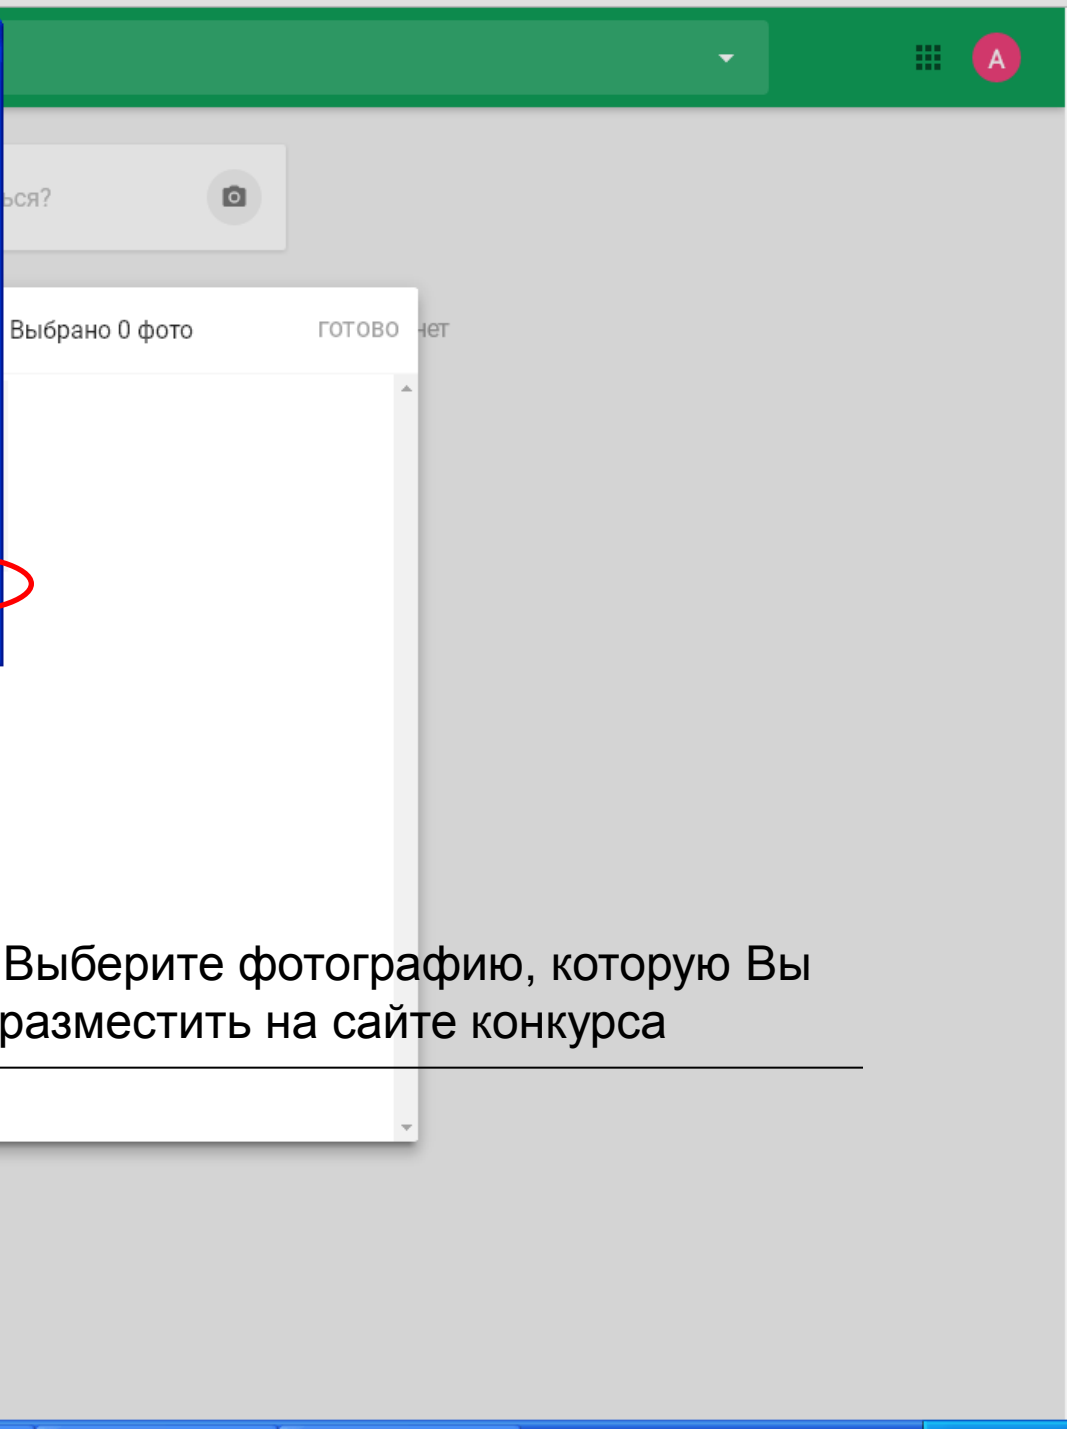 A
ься?
Выбрано 0 фото
ГОТОВО
нет
Выберите фотографию, которую Вы
разместить на сайте конкурса